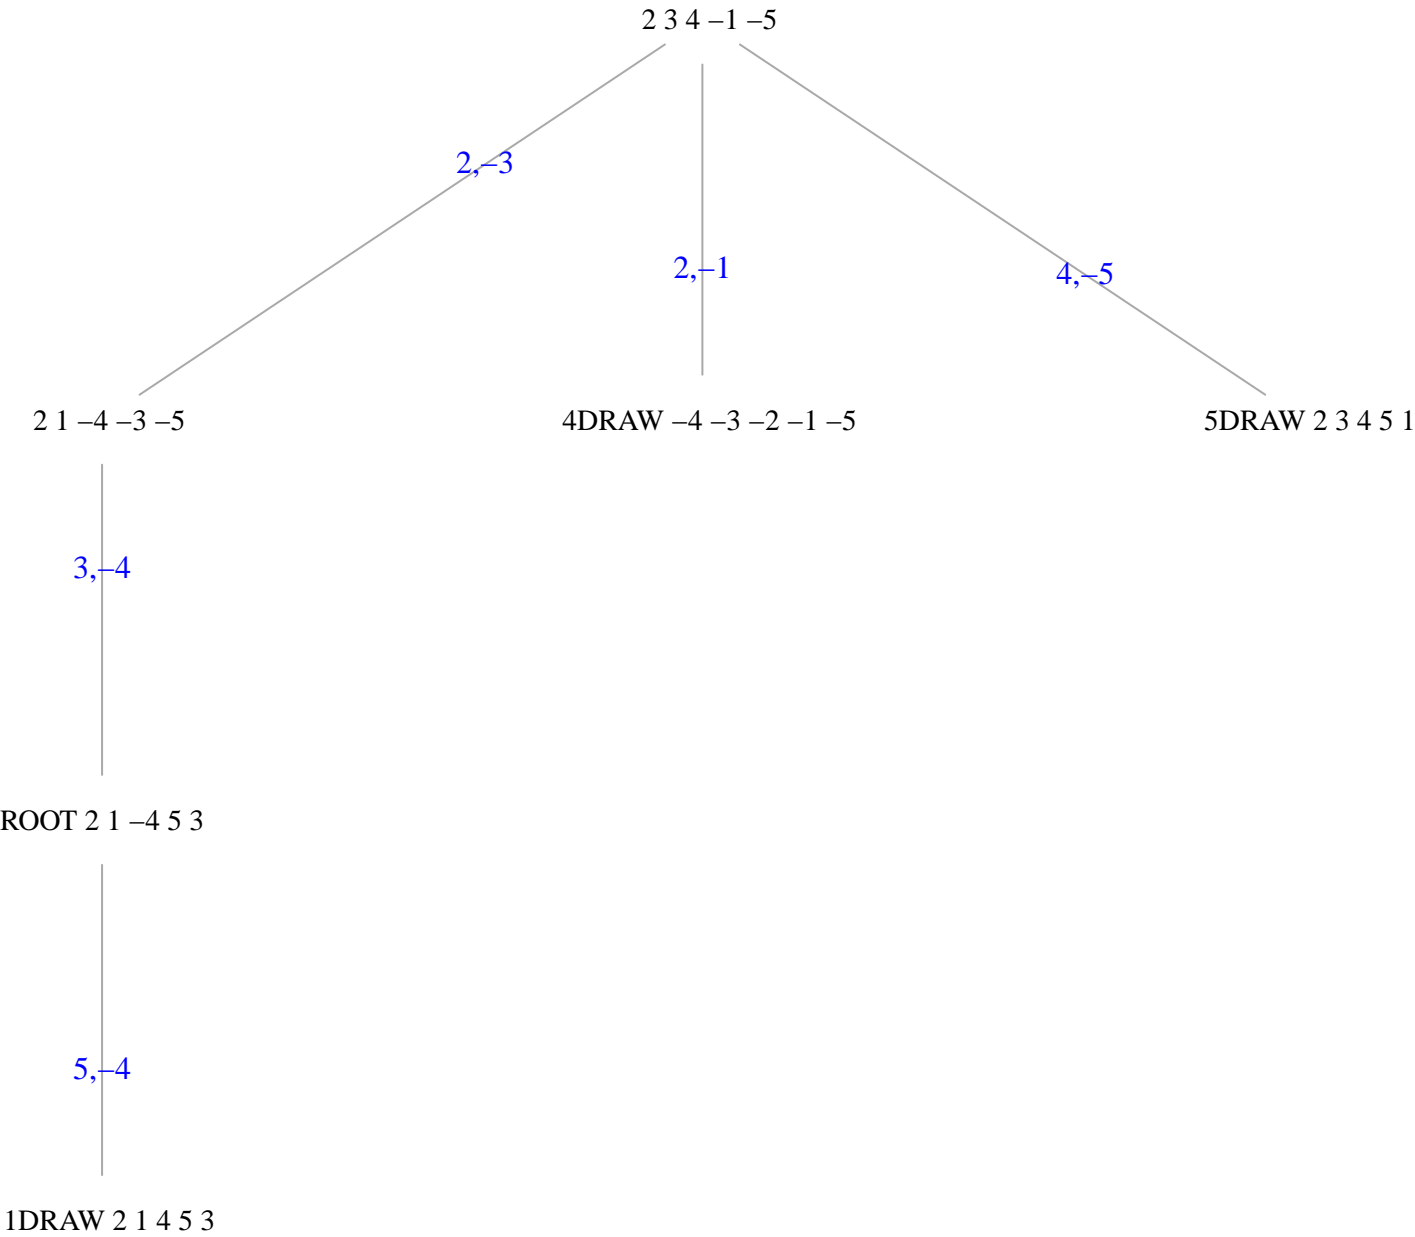 2 3 4 –1 –5
2,–3
2,–1
4,–5
2 1 –4 –3 –5
4DRAW –4 –3 –2 –1 –5
5DRAW 2 3 4 5 1
3,–4
ROOT 2 1 –4 5 3
5,–4
1DRAW 2 1 4 5 3